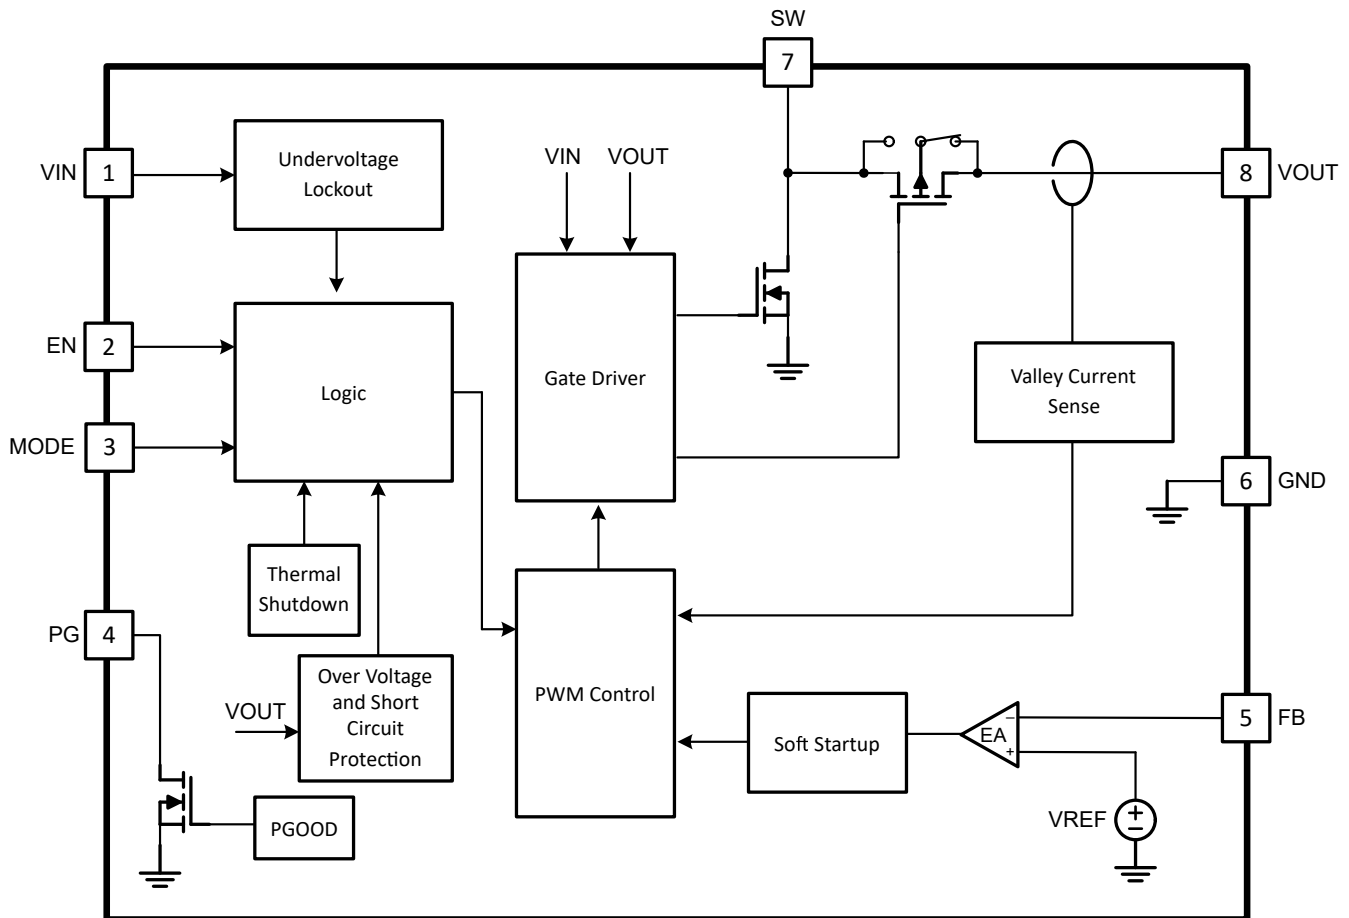 SW
7
VIN
1
Undervoltage
Lockout
VIN
VOUT
8
VOUT
EN
2
Logic
Gate Driver
Valley Current
Sense
MODE
3
6
GND
Thermal
Shutdown
PG
4
Over Voltage
and Short
Circuit
Protection
VOUT
PWM Control
Soft Startup
EA
−
+
5
FB
PGOOD
VREF
+
−